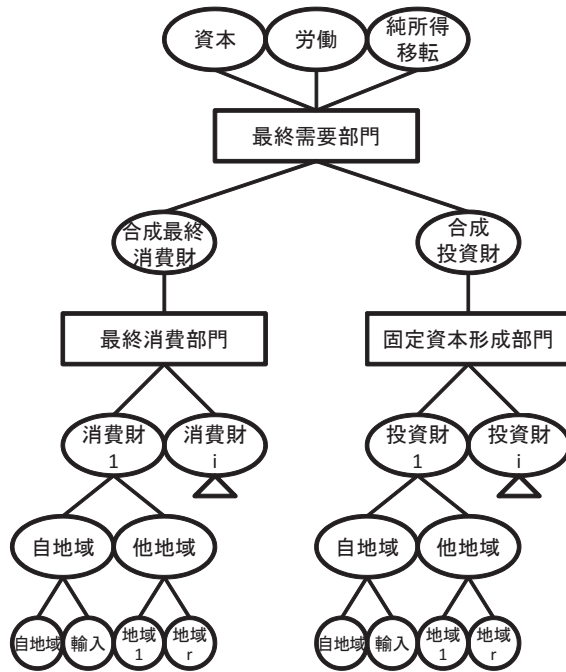 資本
労働
純所得
移転
最終需要部門
合成最終
消費財
合成
投資財
最終消費部門
固定資本形成部門
消費財
1
消費財
i
投資財
1
投資財
i
自地域
他地域
自地域
他地域
自地域
輸入
地域
1
地域
r
自地域
輸入
地域
1
地域
r